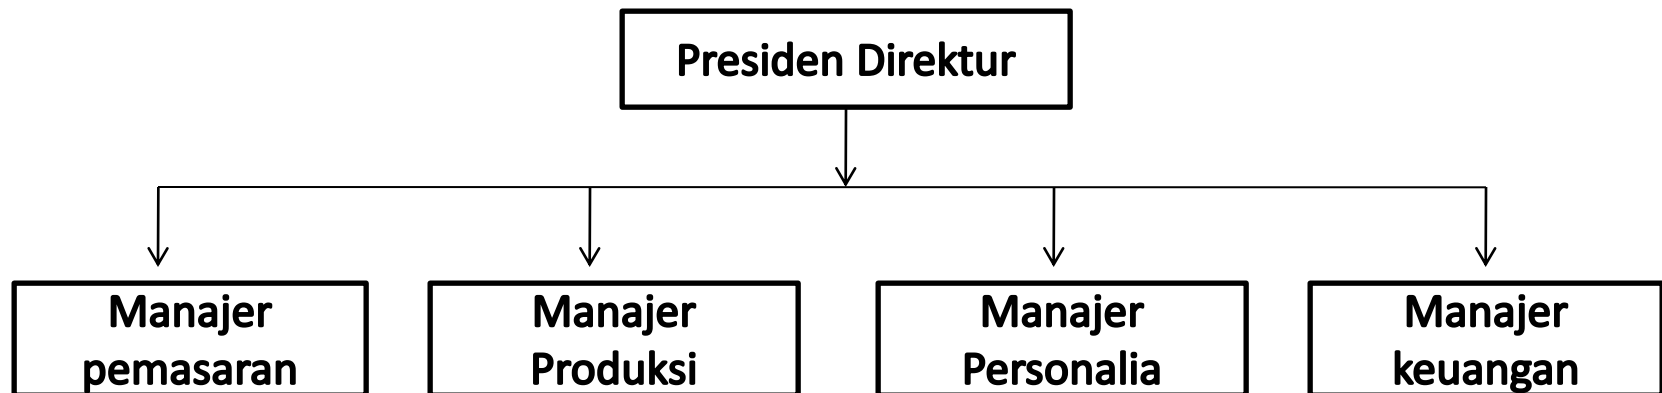 Presiden Direktur
Manajer
pemasaran
Manajer
Produksi
Manajer
Personalia
Manajer
keuangan